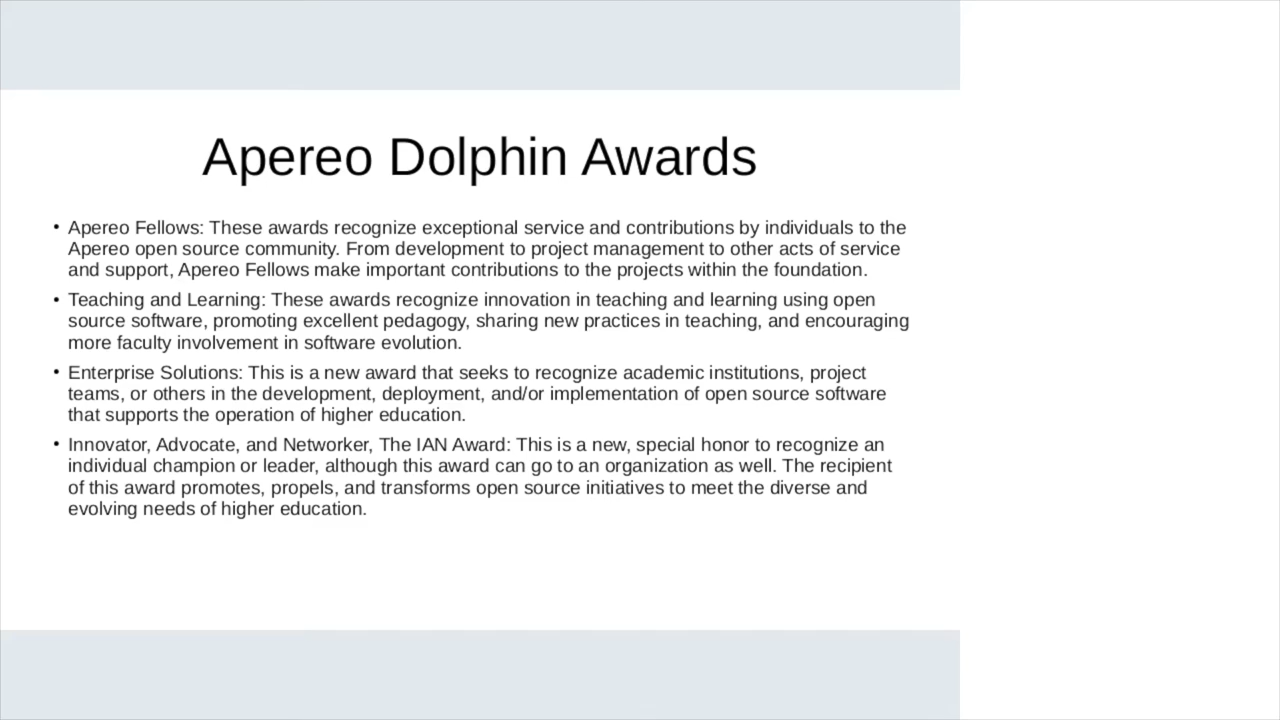 Apereo Dolphin Awards
• Apereo Fellows: These awards recognize exceptional service and contributions by individuals to the
Apereo open source community. From development to project management to other acts of service
and support, Apereo Fellows make important contributions to the projects within the foundation.
• Teaching and Learning: These awards recognize innovation in teaching and learning using open
source software, promoting excellent pedagogy, sharing new practices in teaching, and encouraging
more faculty involvement in software evolution.
• Enterprise Solutions: This is a new award that seeks to recognize academic institutions, project
teams, or others in the development, deployment, and/or implementation of open source software
that supports the operation of higher education.
• Innovator, Advocate, and Networker, The IAN Award: This is a new, special honor to recognize an
individual champion or leader, although this award can go to an organization as well. The recipient
of this award promotes, propels, and transforms open source initiatives to meet the diverse and
evolving needs of higher education.